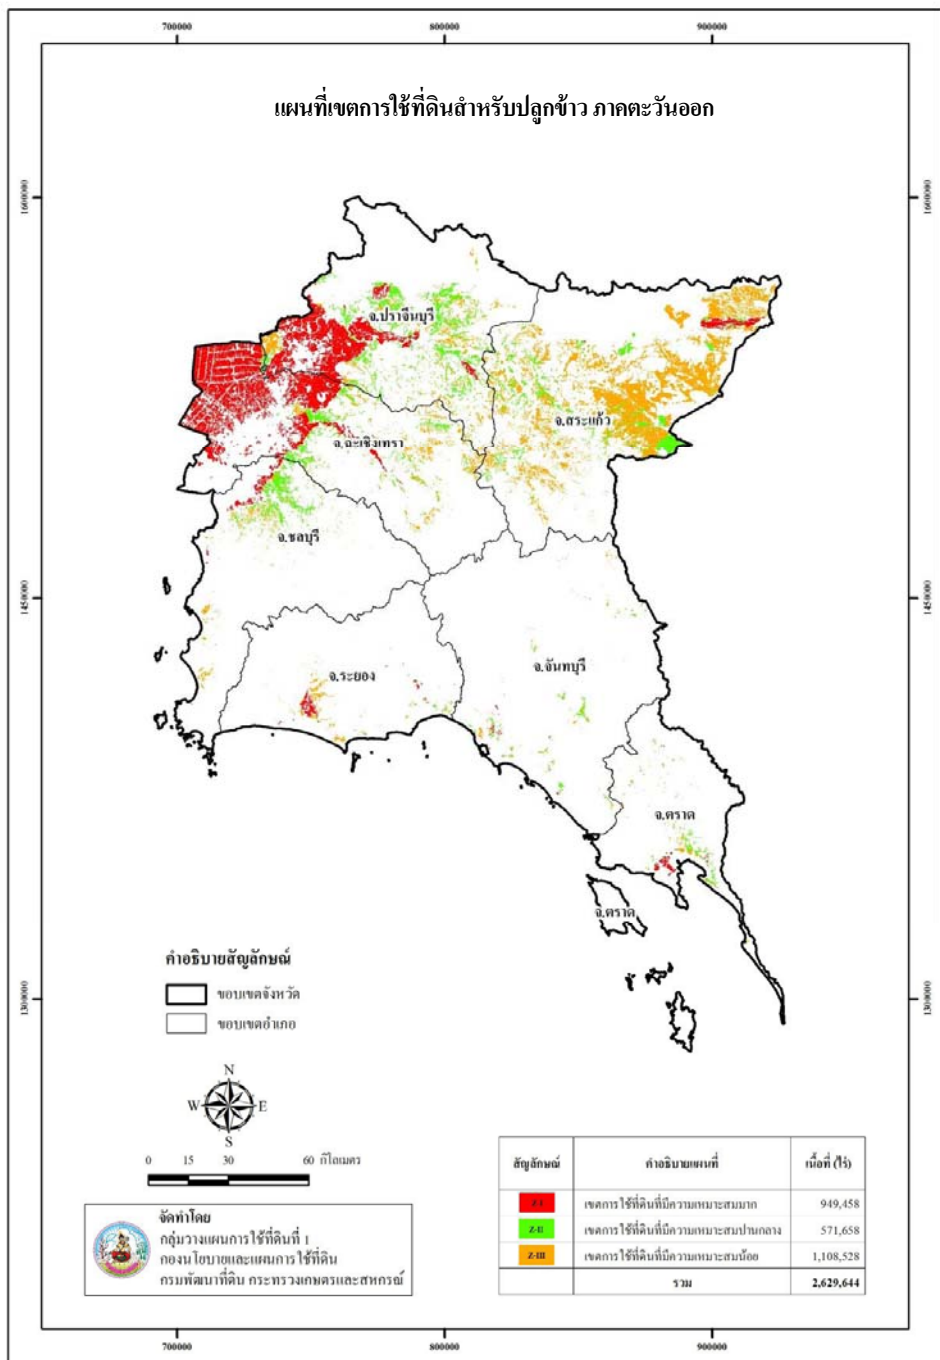 700000 800000 900000
แผนที่เขตการใช้ที่ดินสำหรับปลูกข้าว ภาคตะวันออก
1600000 1600000
จ.ปราจีนบุรี
จ.สระแก้ว
จ.ฉะเชิงเทรา
จ.ชลบุรี
1450000 1450000
จ.จันทบุรี
จ.ระยอง
จ.ตราด
จ.ตราด
คำอธิบายสัญลักษณ์
ขอบเขตจังหวัด
ขอบเขตอำเภอ
1300000 1300000
N
W E
S
0 15 30 60 กิโลเมตร
จัดทำโดย
กลุ่มวางแผนการใช้ที่ดินที่ 1
กองนโยบายและแผนการใช้ที่ดิน
กรมพัฒนาที่ดิน กระทรวงเกษตรและสหกรณ์
สัญลักษณ์ คำอธิบายแผนที่ เนื้อที่ (ไร่)
Z-I เขตการใช้ที่ดินที่มีความเหมาะสมมาก 949,458
Z-II เขตการใช้ที่ดินที่มีความเหมาะสมปานกลาง 571,658
Z-III เขตการใช้ที่ดินที่มีความเหมาะสมน้อย 1,108,528
รวม 2,629,644
700000 800000 900000